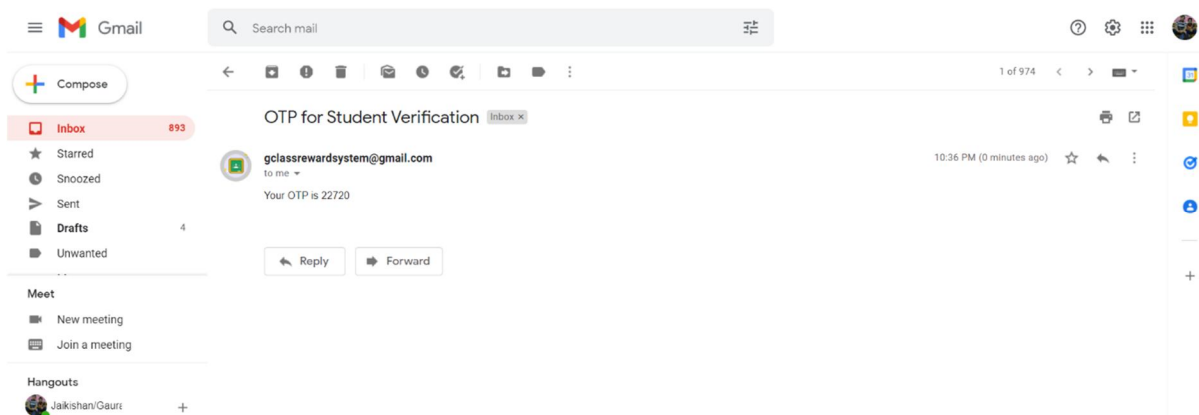 Gmail
Search mail
Compose
1 of 974
Inbox 893
Starred
Snoozed
Sent
Drafts 4
Unwanted
Meet
New meeting
Join a meeting
Hangouts
Jaikishan/Gaura
OTP for Student Verification Inbox ×
gclassrewardsystem@gmail.com 10:36 PM (0 minutes ago)
to me
Your OTP is 22720
Reply Forward